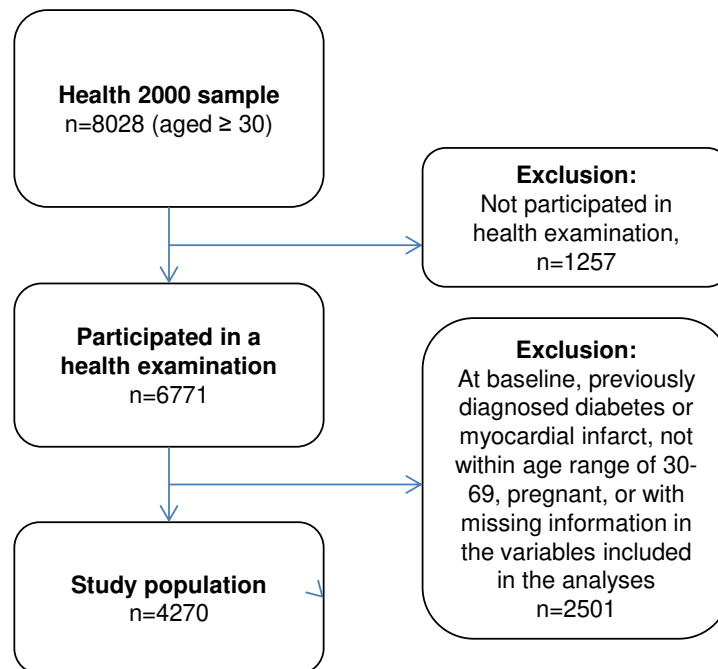 Health 2000 sample
n=8028 (aged ≥ 30)
Exclusion:
Not participated in
health examination,
n=1257
Participated in a
health examination
n=6771
Exclusion:
At baseline, previously
diagnosed diabetes or
myocardial infarct, not
within age range of 30-
69, pregnant, or with
missing information in
the variables included
in the analyses
n=2501
Study population
n=4270